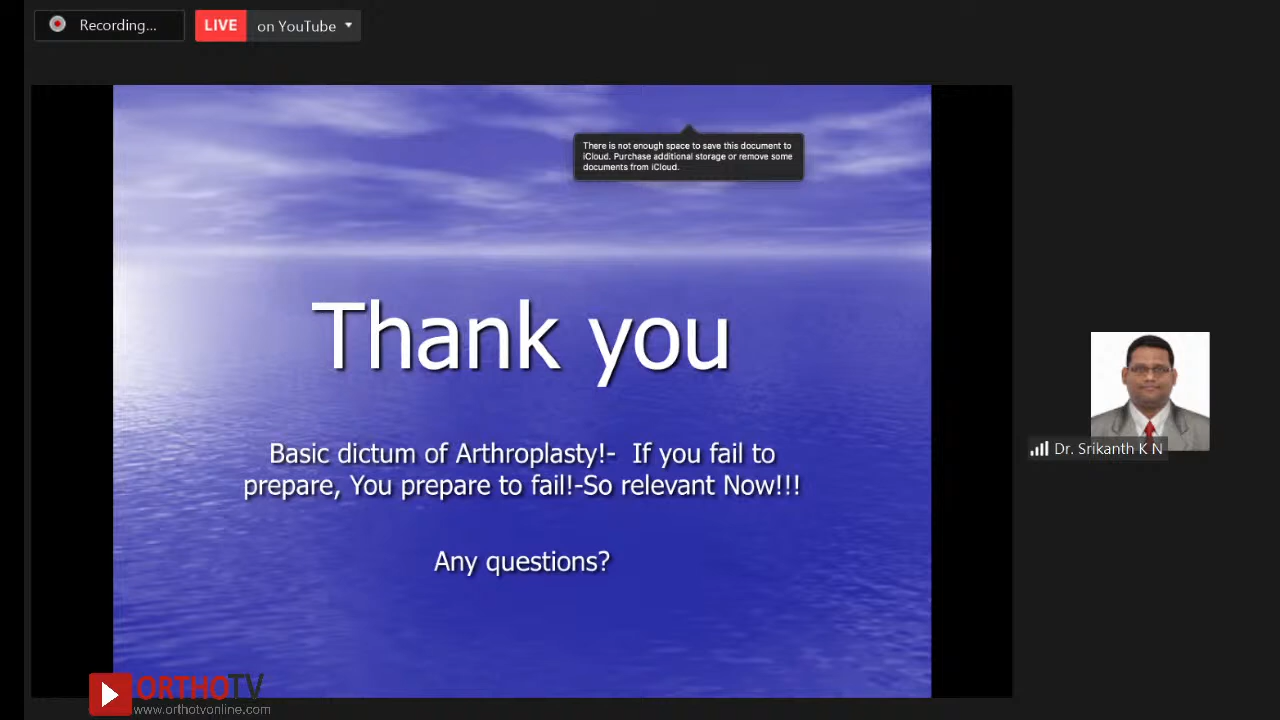 Recording...
LIVE on YouTube
There is not enough space to save this document to
iCloud. Purchase additional storage or remove some
documents from iCloud.
Thank you
Basic dictum of Arthroplasty!- If you fail to
prepare, You prepare to fail!-So relevant Now!!!
Any questions?
Dr. Srikanth K N
ORTHOTV
www.orthotvonline.com